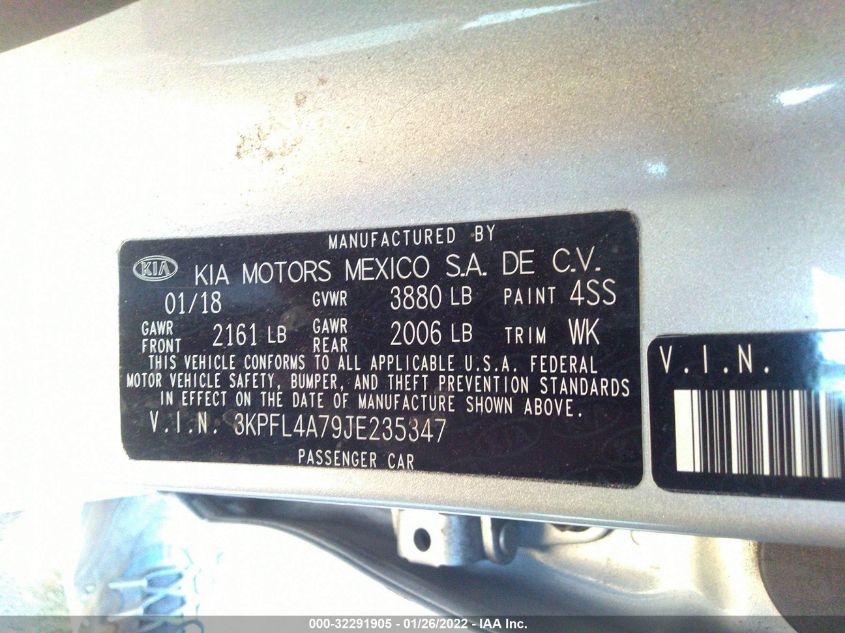 MANUFACTURED BY
KIA KIA MOTORS MEXICO S.A. DE C.V.
01/18 GVWR 3880 LB PAINT 4SS
GAWR FRONT 2161 LB GAWR REAR 2006 LB TRIM WK
THIS VEHICLE CONFORMS TO ALL APPLICABLE U.S.A. FEDERAL
MOTOR VEHICLE SAFETY, BUMPER, AND THEFT PREVENTION STANDARDS
IN EFFECT ON THE DATE OF MANUFACTURE SHOWN ABOVE.
V.I.N. 3KPFL4A79JE235347
PASSENGER CAR
V.I.N.
000-32291905 - 01/26/2022 - IAA Inc.